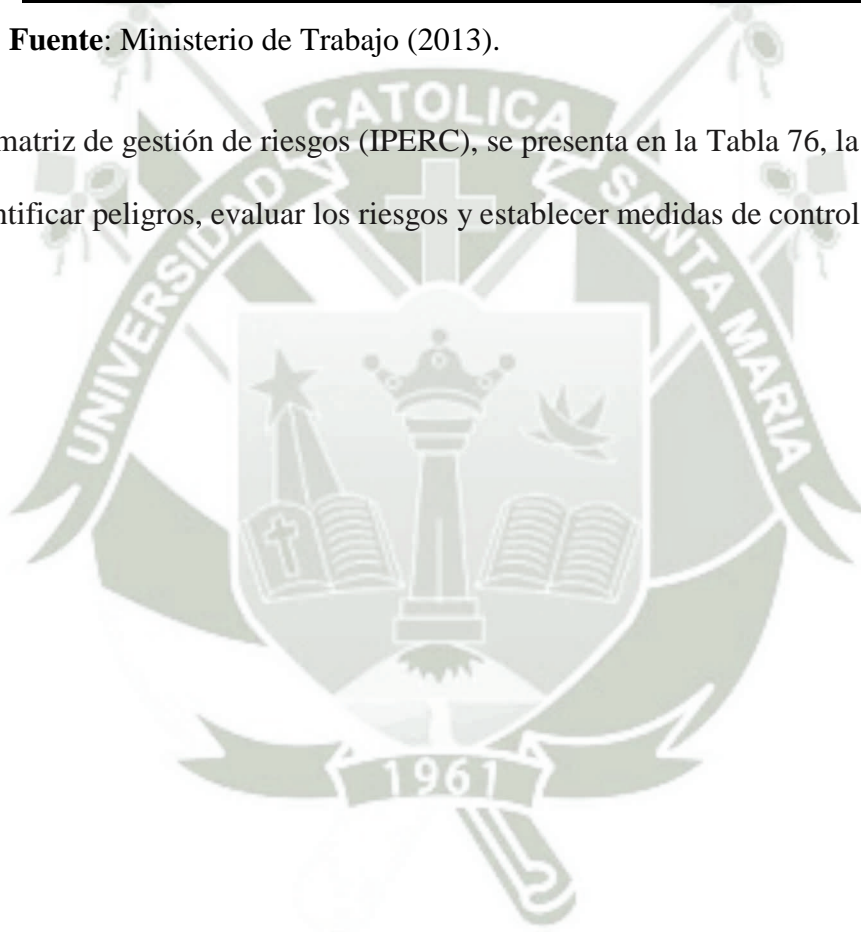 Fuente: Ministerio de Trabajo (2013).
matriz de gestión de riesgos (IPERC), se presenta en la Tabla 76, la
ntificar peligros, evaluar los riesgos y establecer medidas de control
UNIVERSIDAD CATOLICA SANTA MARIA
1961